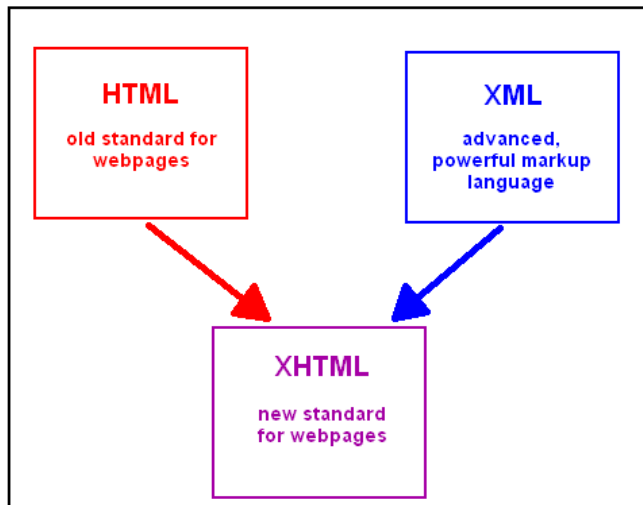 HTML
old standard for
webpages
XML
advanced,
powerful markup
language
XHTML
new standard
for webpages